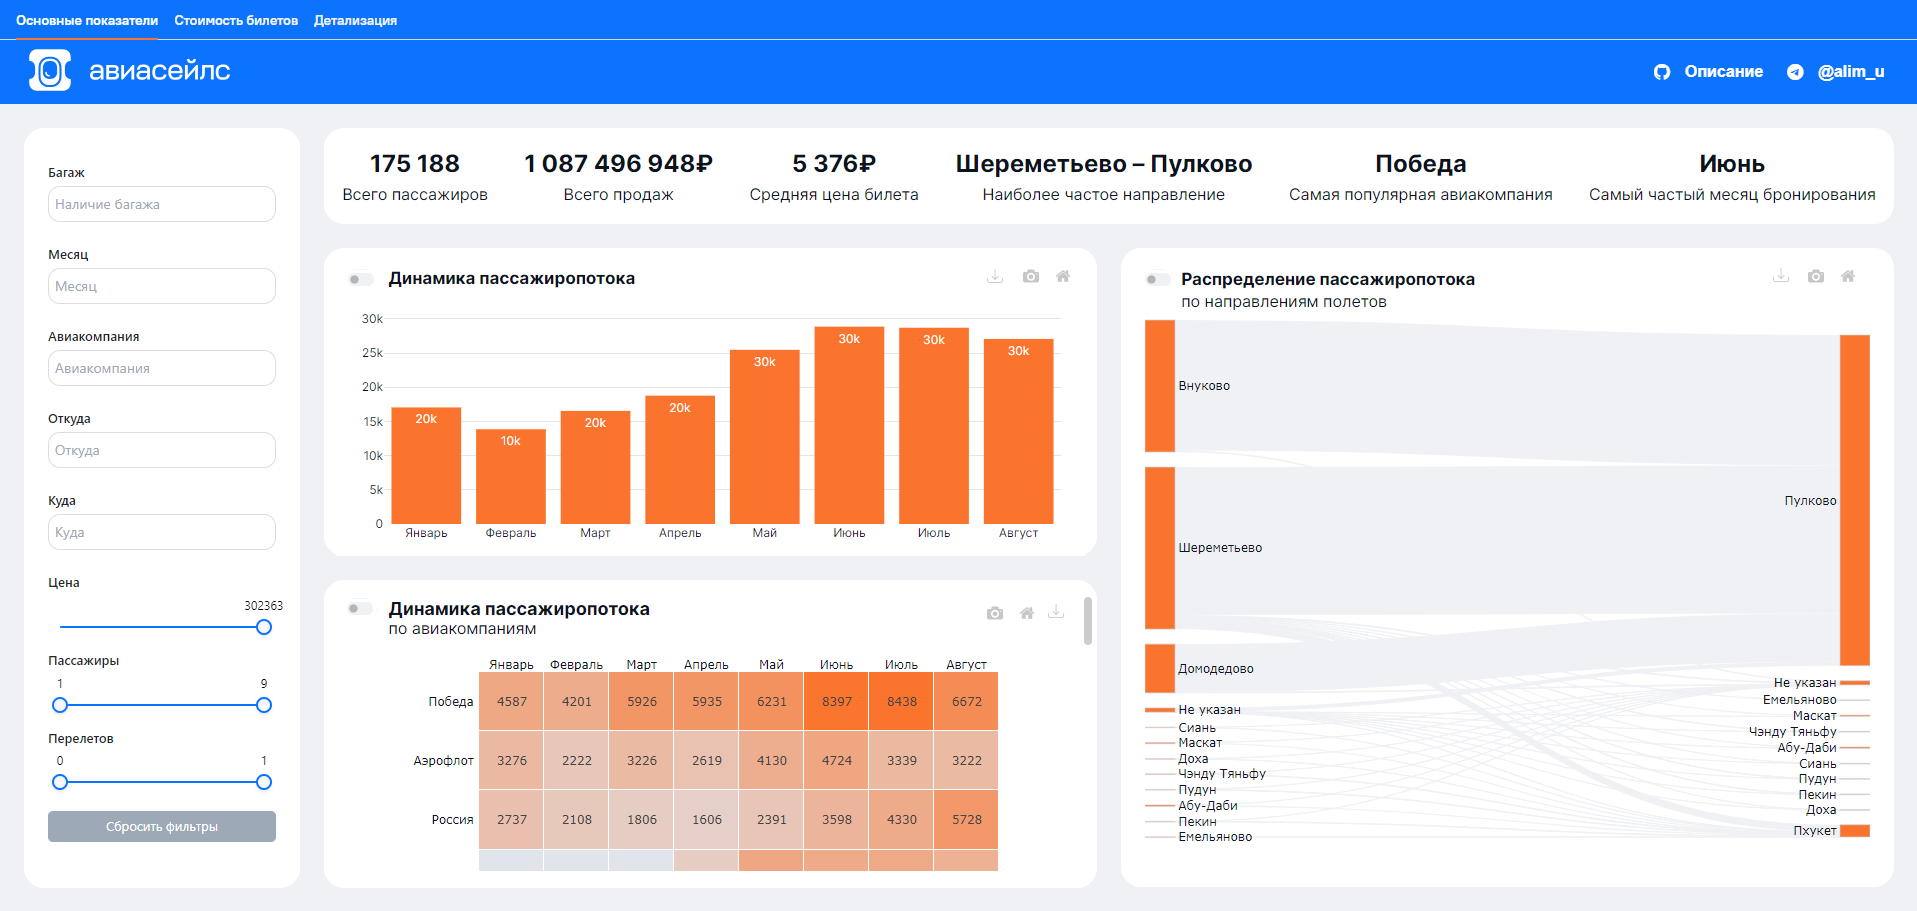 Основные показатели Стоимость билетов Детализация
авиасейлс
Описание @alim_u
Багаж
Наличие багажа
Месяц
Месяц
Авиакомпания
Авиакомпания
Откуда
Откуда
Куда
Куда
Цена
302363
Пассажиры
1 9
Перелетов
0 1
Сбросить фильтры
175 188 1 087 496 948₽ 5 376₽ Шереметьево – Пулково Победа Июнь
Всего пассажиров Всего продаж Средняя цена билета Наиболее частое направление Самая популярная авиакомпания Самый частый месяц бронирования
Динамика пассажиропотока
30k
25k
20k
15k
10k
5k
0
20k 10k 20k 20k 30k 30k 30k 30k
Январь Февраль Март Апрель Май Июнь Июль Август
Динамика пассажиропотока
по авиакомпаниям
Январь Февраль Март Апрель Май Июнь Июль Август
Победа 4587 4201 5926 5935 6231 8397 8438 6672
Аэрофлот 3276 2222 3226 2619 4130 4724 3339 3222
Россия 2737 2108 1806 1606 2391 3598 4330 5728
Распределение пассажиропотока
по направлениям полетов
Внуково
Шереметьево
Домодедово
Не указан
Сиань
Маскат
Доха
Чэнду Тяньфу
Пудун
Абу-Даби
Пекин
Емельяново
Пулково
Не указан
Емельяново
Маскат
Чэнду Тяньфу
Абу-Даби
Сиань
Пудун
Пекин
Доха
Пхукет